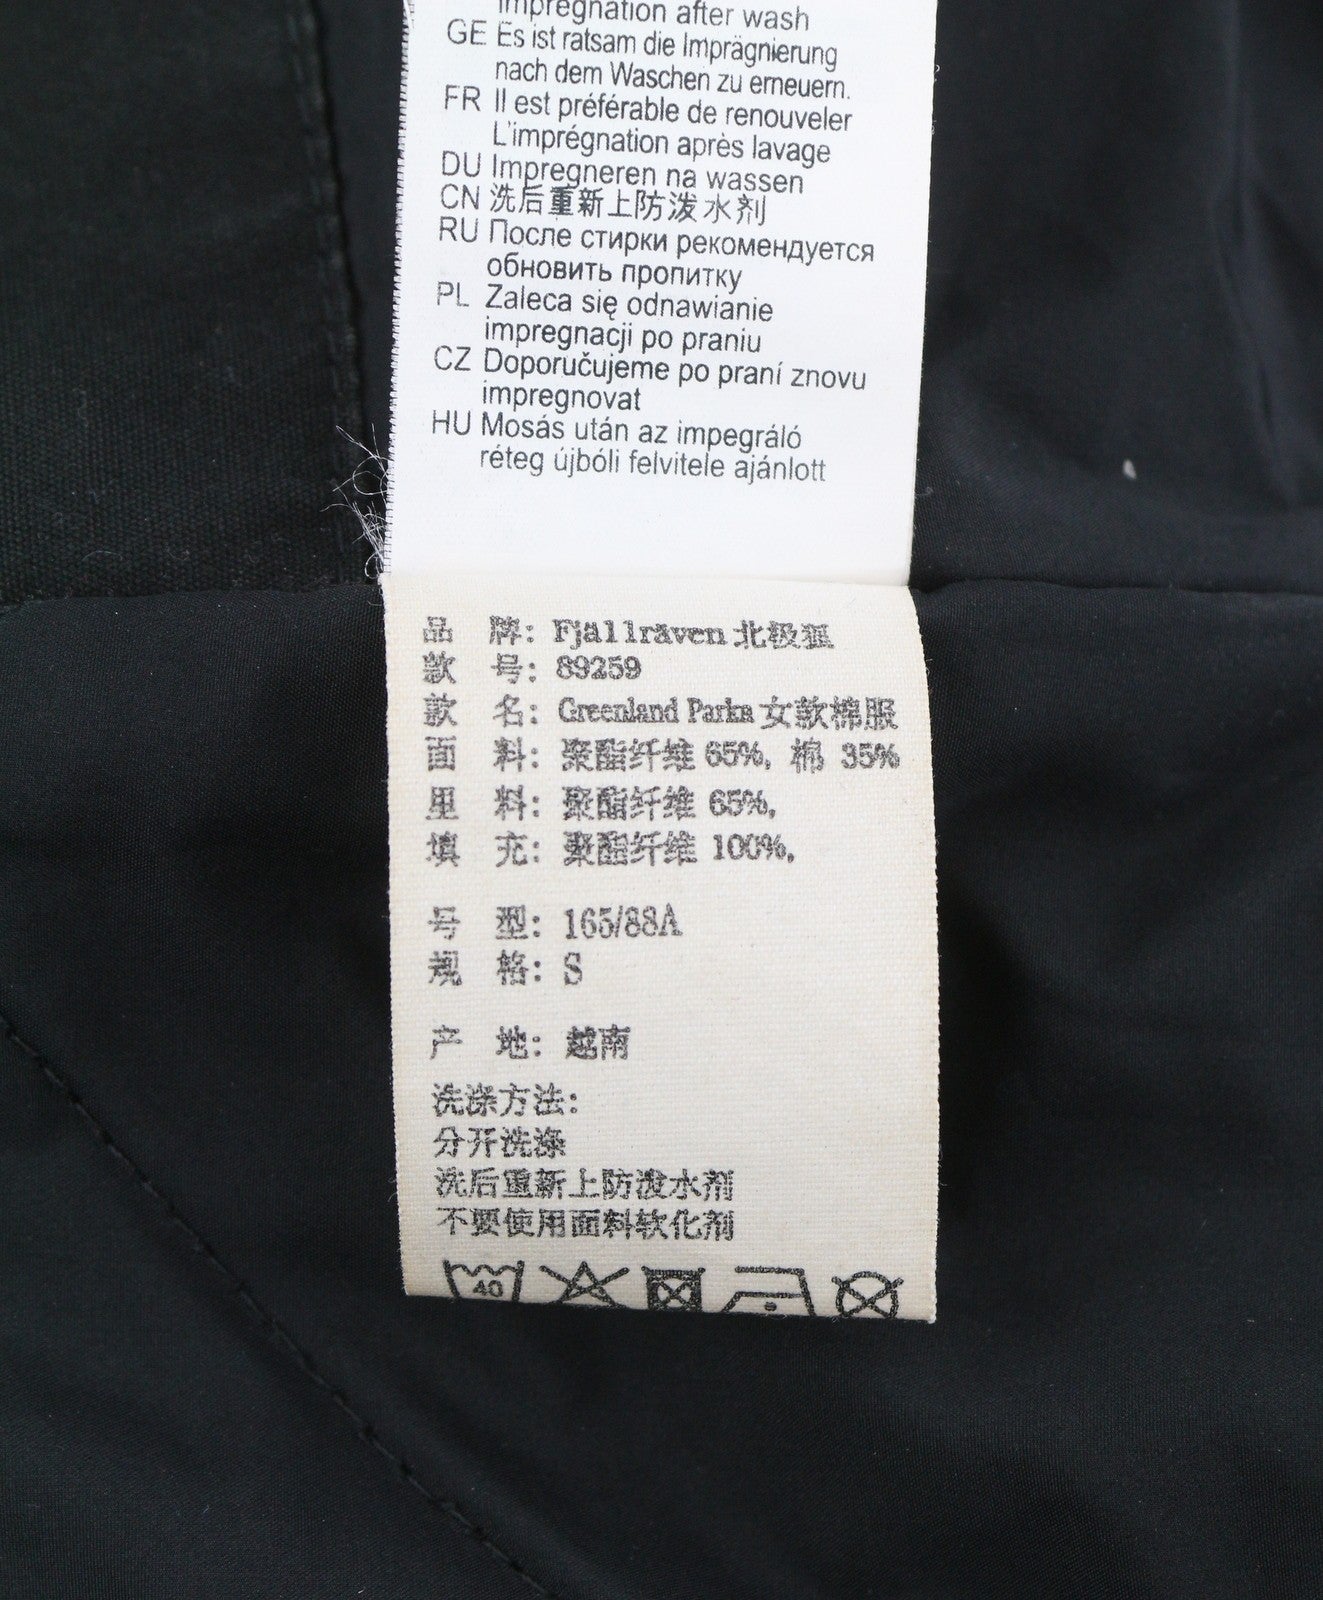 impregnation after wash
GE Es ist ratsam die Imprägnierung
nach dem Waschen zu erneuern.
FR Il est préférable de renouveler
L'imprégnation après lavage
DU Impregneren na wassen
CN 洗后重新上防泼水剂
RU После стирки рекомендуется
обновить пропитку
PL Zaleca się odnawianie
impregnacji po praniu
CZ Doporučujeme po praní znovu
impregnovat
HU Mosás után az impegráló
réteg újbóli felvitele ajánlott
品 牌: Fjällräven 北极狐
款 号: 89259
款 名: Greenland Parka 女款棉服
面 料: 聚酯纤维 65%, 棉 35%
里 料: 聚酯纤维 65%,
填 充: 聚酯纤维 100%,
号 型: 165/88A
规 格: S
产 地: 越南
洗涤方法:
分开洗涤
洗后重新上防泼水剂
不要使用面料软化剂
40